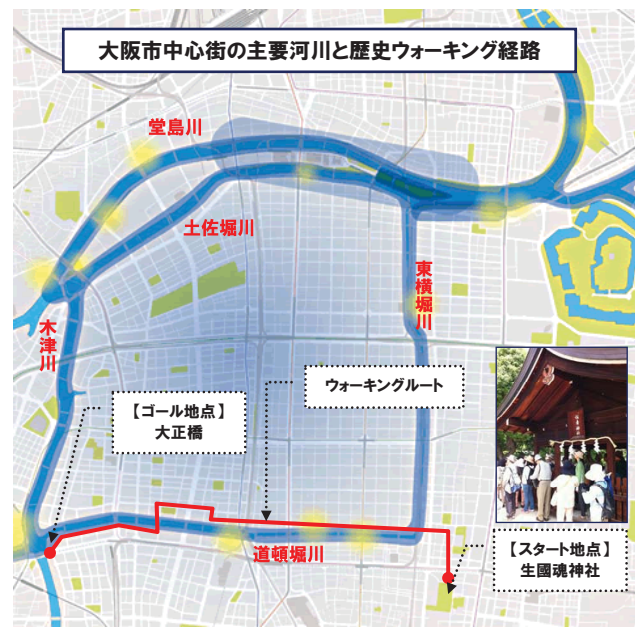 大阪市中心街の主要河川と歴史ウォーキング経路
堂島川
土佐堀川
東横堀川
木津川
【ゴール地点】
大正橋
ウォーキングルート
道頓堀川
【スタート地点】
生國魂神社